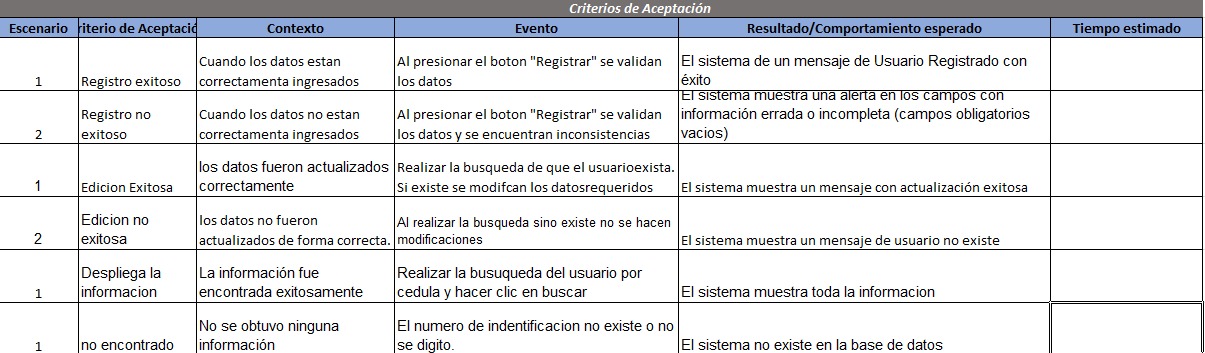 Criterios de Aceptación
Escenario riterio de Aceptació Contexto Evento Resultado/Comportamiento esperado Tiempo estimado
Cuando los datos estan Al presionar el boton "Registrar" se validan El sistema de un mensaje de Usuario Registrado con
1 Registro exitoso correctamenta ingresados los datos éxito
El sistema muestra una alerta en los campos con
Registro no Cuando los datos no estan Al presionar el boton "Registrar" se validan información errada o incompleta (campos obligatorios
2 exitoso correctamenta ingresados los datos y se encuentran inconsistencias vacios)
los datos fueron actualizados Realizar la busqueda de que el usuarioexista.
1 Edicion Exitosa correctamente Si existe se modifcan los datosrequeridos El sistema muestra un mensaje con actualización exitosa
Edicion no los datos no fueron Al realizar la busqueda sino existe no se hacen
2 exitosa actualizados de forma correcta. modificaciones El sistema muestra un mensaje de usuario no existe
Despliega la La información fue Realizar la busuqueda del usuario por
1 informacion encontrada exitosamente cedula y hacer clic en buscar El sistema muestra toda la informacion
No se obtuvo ninguna El numero de indentificacion no existe o no
1 no encontrado información se digito. El sistema no existe en la base de datos